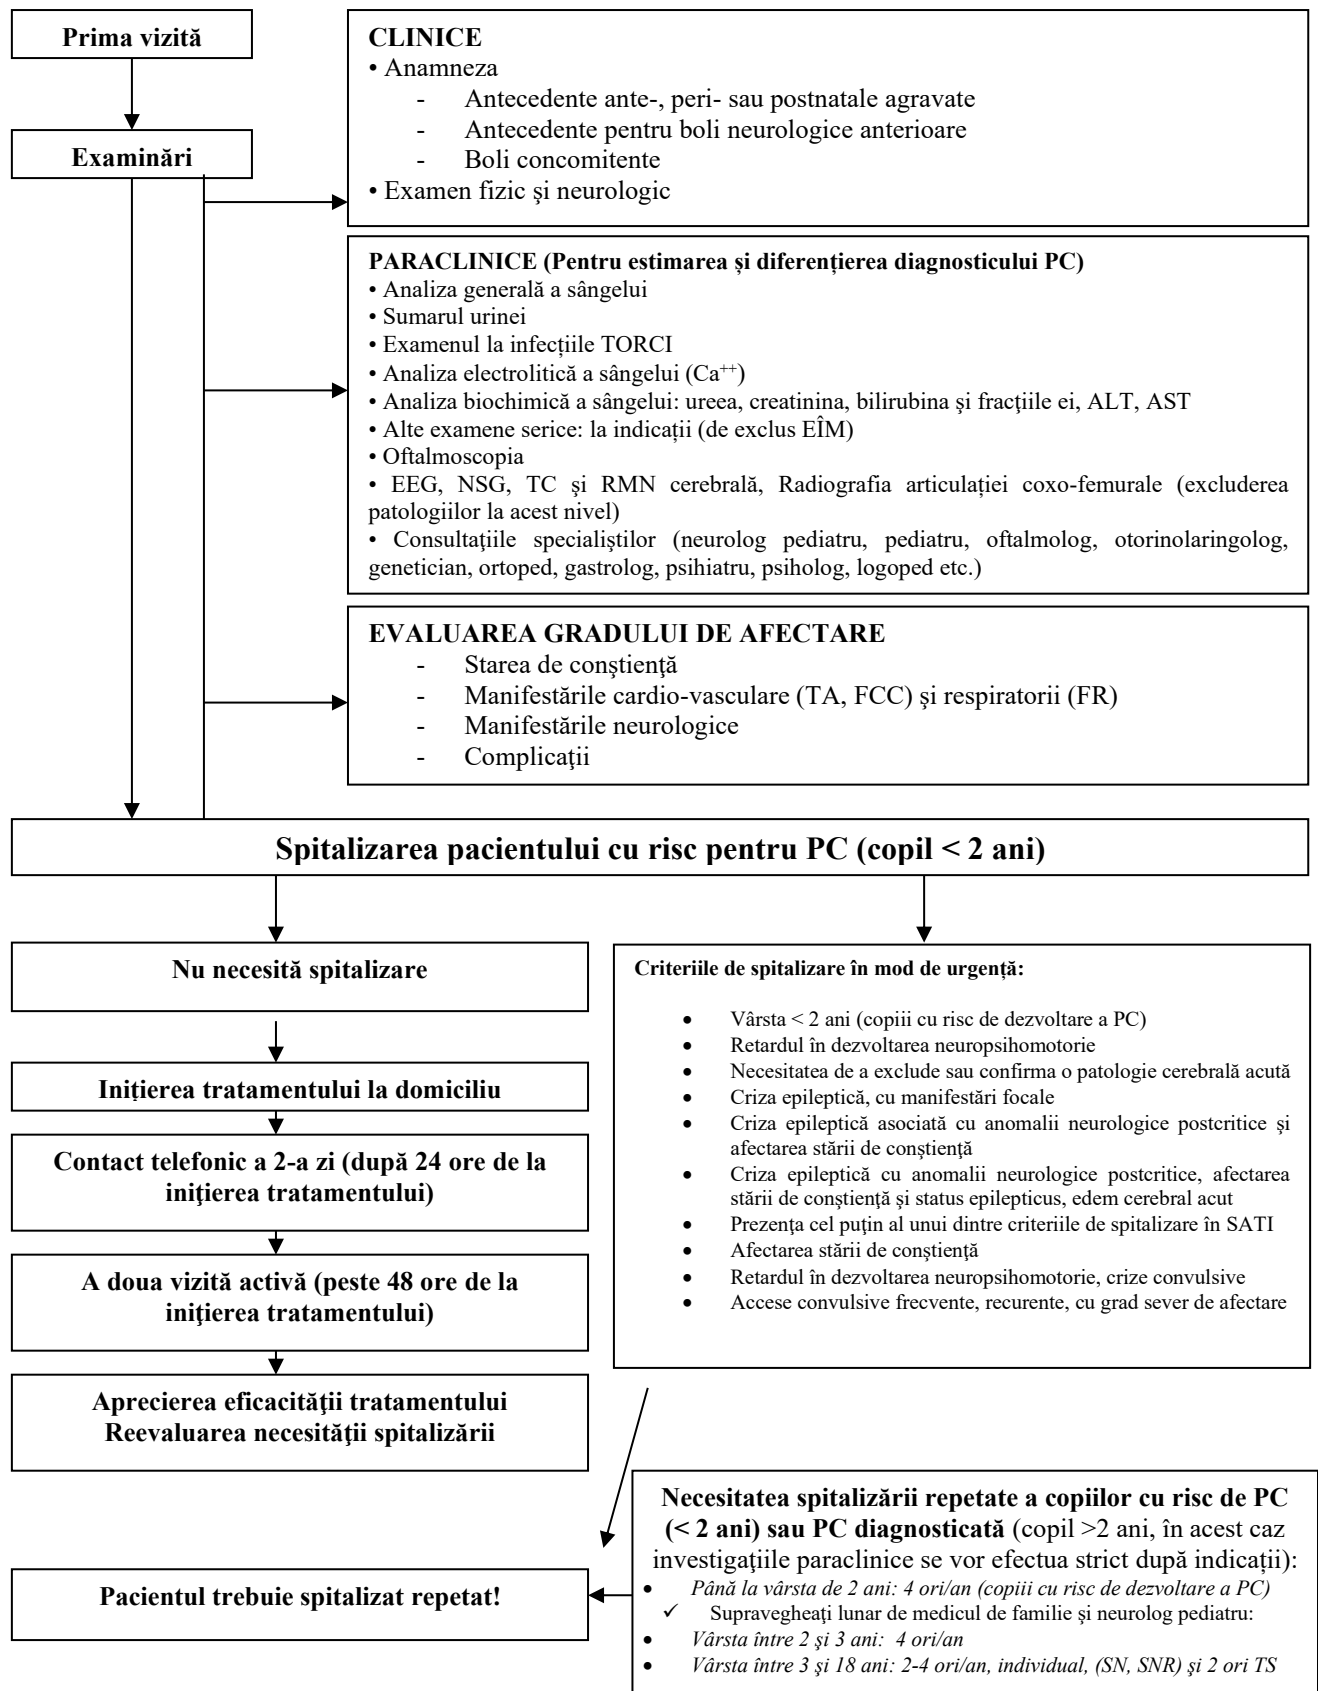 Prima vizită
Examinări
CLINICE
• Anamneza
- Antecedente ante-, peri- sau postnatale agravate
- Antecedente pentru boli neurologice anterioare
- Boli concomitente
• Examen fizic şi neurologic
PARACLINICE (Pentru estimarea și diferențierea diagnosticului PC)
• Analiza generală a sângelui
• Sumarul urinei
• Examenul la infecțiile TORCI
• Analiza electrolitică a sângelui (Ca++)
• Analiza biochimică a sângelui: ureea, creatinina, bilirubina şi fracţiile ei, ALT, AST
• Alte examene serice: la indicații (de exclus EÎM)
• Oftalmoscopia
• EEG, NSG, TC şi RMN cerebrală, Radiografia articulației coxo-femurale (excluderea
patologiilor la acest nivel)
• Consultaţiile specialiştilor (neurolog pediatru, pediatru, oftalmolog, otorinolaringolog,
genetician, ortoped, gastrolog, psihiatru, psiholog, logoped etc.)
EVALUAREA GRADULUI DE AFECTARE
- Starea de conştienţă
- Manifestările cardio-vasculare (TA, FCC) şi respiratorii (FR)
- Manifestările neurologice
- Complicaţii
Spitalizarea pacientului cu risc pentru PC (copil < 2 ani)
Nu necesită spitalizare
Inițierea tratamentului la domiciliu
Contact telefonic a 2-a zi (după 24 ore de la
iniţierea tratamentului)
A doua vizită activă (peste 48 ore de la
iniţierea tratamentului)
Aprecierea eficacităţii tratamentului
Reevaluarea necesităţii spitalizării
Criteriile de spitalizare în mod de urgență:
• Vârsta < 2 ani (copiii cu risc de dezvoltare a PC)
• Retardul în dezvoltarea neuropsihomotorie
• Necesitatea de a exclude sau confirma o patologie cerebrală acută
• Criza epileptică, cu manifestări focale
• Criza epileptică asociată cu anomalii neurologice postcritice şi
afectarea stării de conştienţă
• Criza epileptică cu anomalii neurologice postcritice, afectarea
stării de conştienţă şi status epilepticus, edem cerebral acut
• Prezenţa cel puţin al unui dintre criteriile de spitalizare în SATI
• Afectarea stării de conştienţă
• Retardul în dezvoltarea neuropsihomotorie, crize convulsive
• Accese convulsive frecvente, recurente, cu grad sever de afectare
Pacientul trebuie spitalizat repetat!
Necesitatea spitalizării repetate a copiilor cu risc de PC
(< 2 ani) sau PC diagnosticată (copil >2 ani, în acest caz
investigaţiile paraclinice se vor efectua strict după indicații):
• Până la vârsta de 2 ani: 4 ori/an (copiii cu risc de dezvoltare a PC)
✓ Supravegheați lunar de medicul de familie și neurolog pediatru:
• Vârsta între 2 şi 3 ani: 4 ori/an
• Vârsta între 3 şi 18 ani: 2-4 ori/an, individual, (SN, SNR) şi 2 ori TS